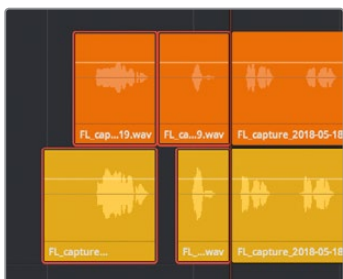 FL_cap...19.wav
FL_ca...9.wav
FL_capture_2018-05-18
FL_capture...
FL_...wav
FL_capture_2018-05-18